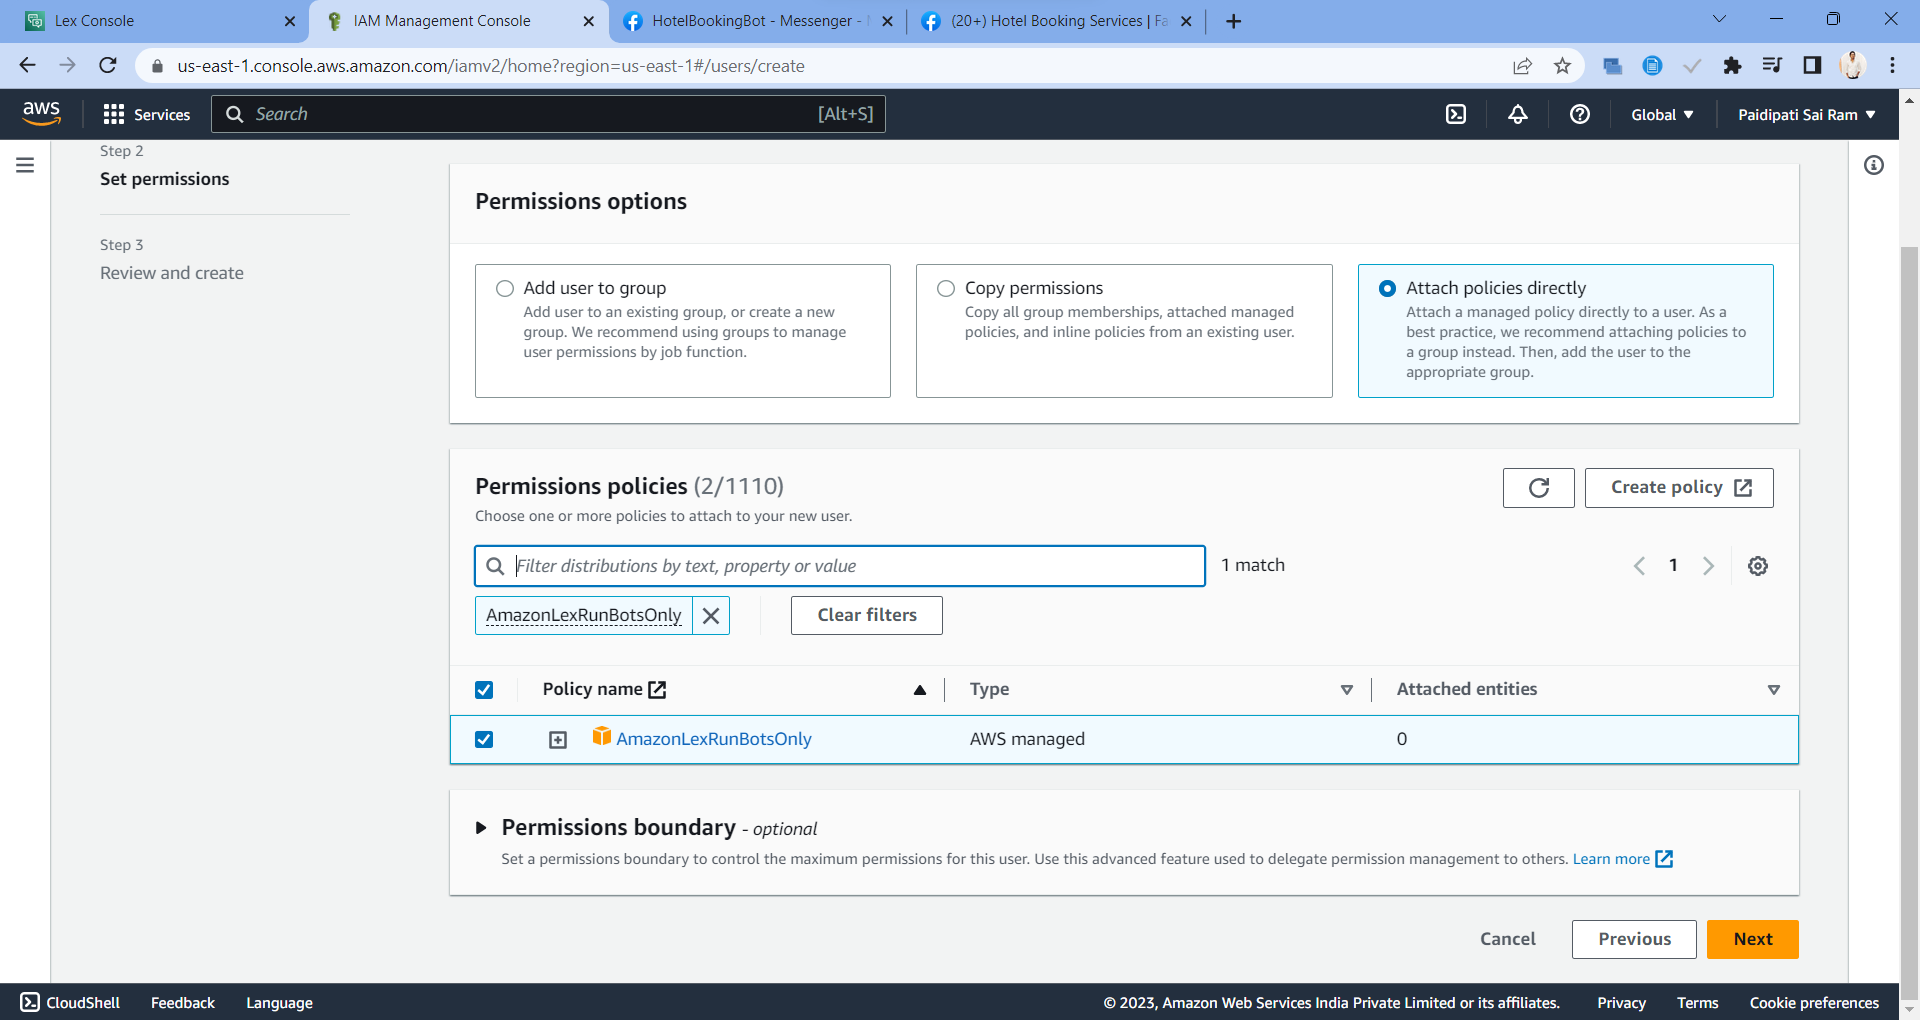 Lex Console
IAM Management Console
HotelBookingBot - Messenger -
(20+) Hotel Booking Services | Fa
us-east-1.console.aws.amazon.com/iamv2/home?region=us-east-1#/users/create
aws
Services
Search
[Alt+S]
Global
Paidipati Sai Ram
Step 2
Set permissions
Step 3
Review and create
Permissions options
Add user to group
Add user to an existing group, or create a new
group. We recommend using groups to manage
user permissions by job function.
Copy permissions
Copy all group memberships, attached managed
policies, and inline policies from an existing user.
Attach policies directly
Attach a managed policy directly to a user. As a
best practice, we recommend attaching policies to
a group instead. Then, add the user to the
appropriate group.
Permissions policies (2/1110)
Choose one or more policies to attach to your new user.
Create policy
Filter distributions by text, property or value
1 match
1
AmazonLexRunBotsOnly
Clear filters
Policy name
Type
Attached entities
AmazonLexRunBotsOnly
AWS managed
0
Permissions boundary - optional
Set a permissions boundary to control the maximum permissions for this user. Use this advanced feature used to delegate permission management to others. Learn more
Cancel
Previous
Next
CloudShell
Feedback
Language
© 2023, Amazon Web Services India Private Limited or its affiliates.
Privacy
Terms
Cookie preferences